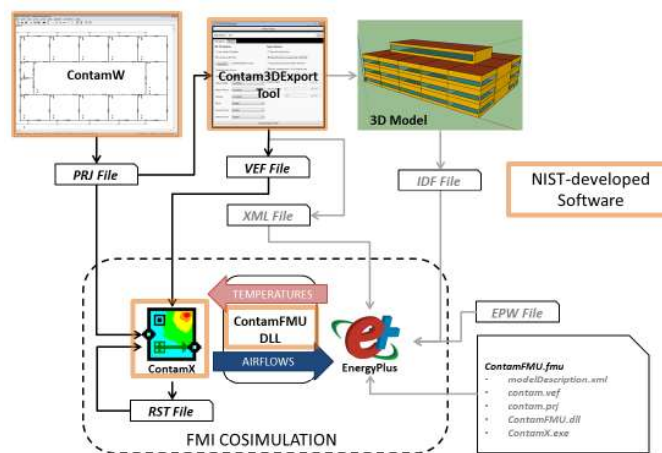 ContamW
Contam3DExport
Tool
3D Model
PRJ File
VEF File
XML File
IDF File
NIST-developed
Software
TEMPERATURES
ContamFMU
DLL
AIRFLOWS
ContamX
EnergyPlus
EPW File
RST File
FMI COSIMULATION
ContamFMU.fmu
- modelDescription.xml
- contam.vef
- contam.prj
- ContamFMU.dll
- ContamX.exe